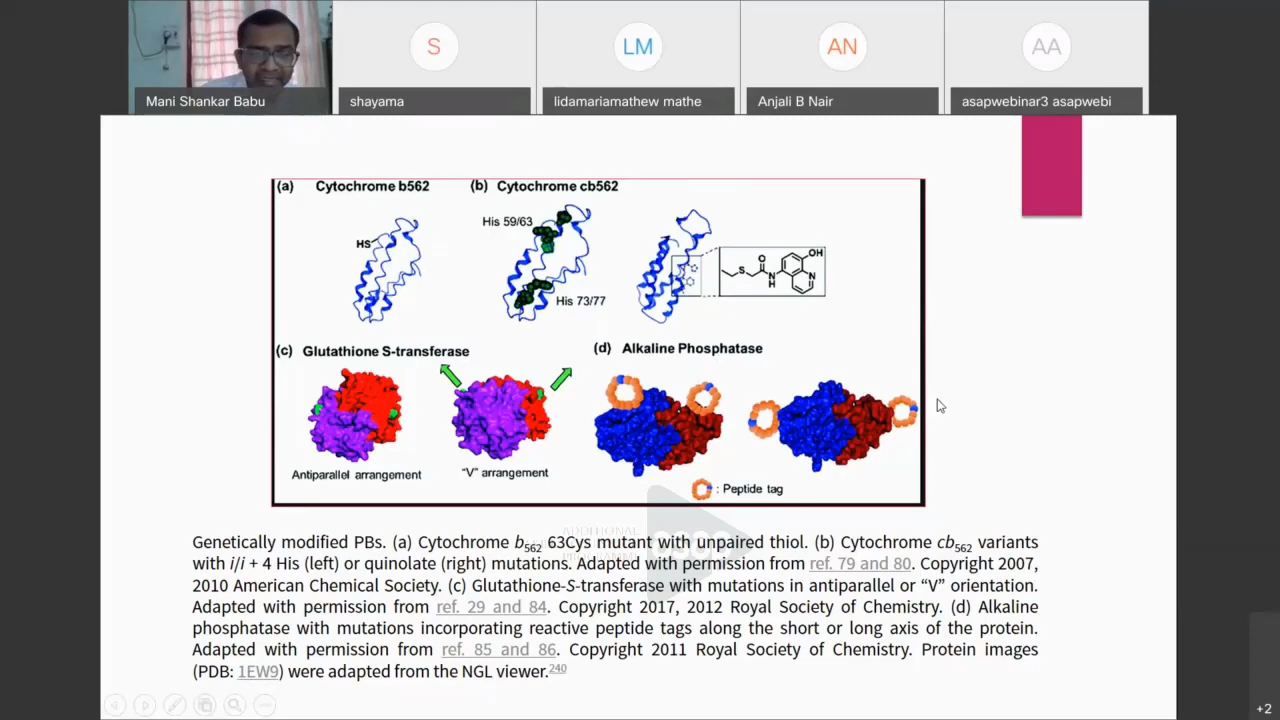 S
LM
AN
AA
Mani Shankar Babu
shayama
lidamariamathew mathe
Anjali B Nair
asapwebinar3 asapwebi
(a) Cytochrome b562
(b) Cytochrome cb562
HS
His 59/63
His 73/77
OH
O
S
N
H
N
(c) Glutathione S-transferase
(d) Alkaline Phosphatase
Antiparallel arrangement
“V” arrangement
: Peptide tag
ADDITIONAL
Genetically modified PBs. (a) Cytochrome b562 63Cys mutant with unpaired thiol. (b) Cytochrome cb562 variants
with i/i + 4 His (left) or quinolate (right) mutations. Adapted with permission from ref. 79 and 80. Copyright 2007,
2010 American Chemical Society. (c) Glutathione-S-transferase with mutations in antiparallel or “V” orientation.
Adapted with permission from ref. 29 and 84. Copyright 2017, 2012 Royal Society of Chemistry. (d) Alkaline
phosphatase with mutations incorporating reactive peptide tags along the short or long axis of the protein.
Adapted with permission from ref. 85 and 86. Copyright 2011 Royal Society of Chemistry. Protein images
(PDB: 1EW9) were adapted from the NGL viewer.240
+2